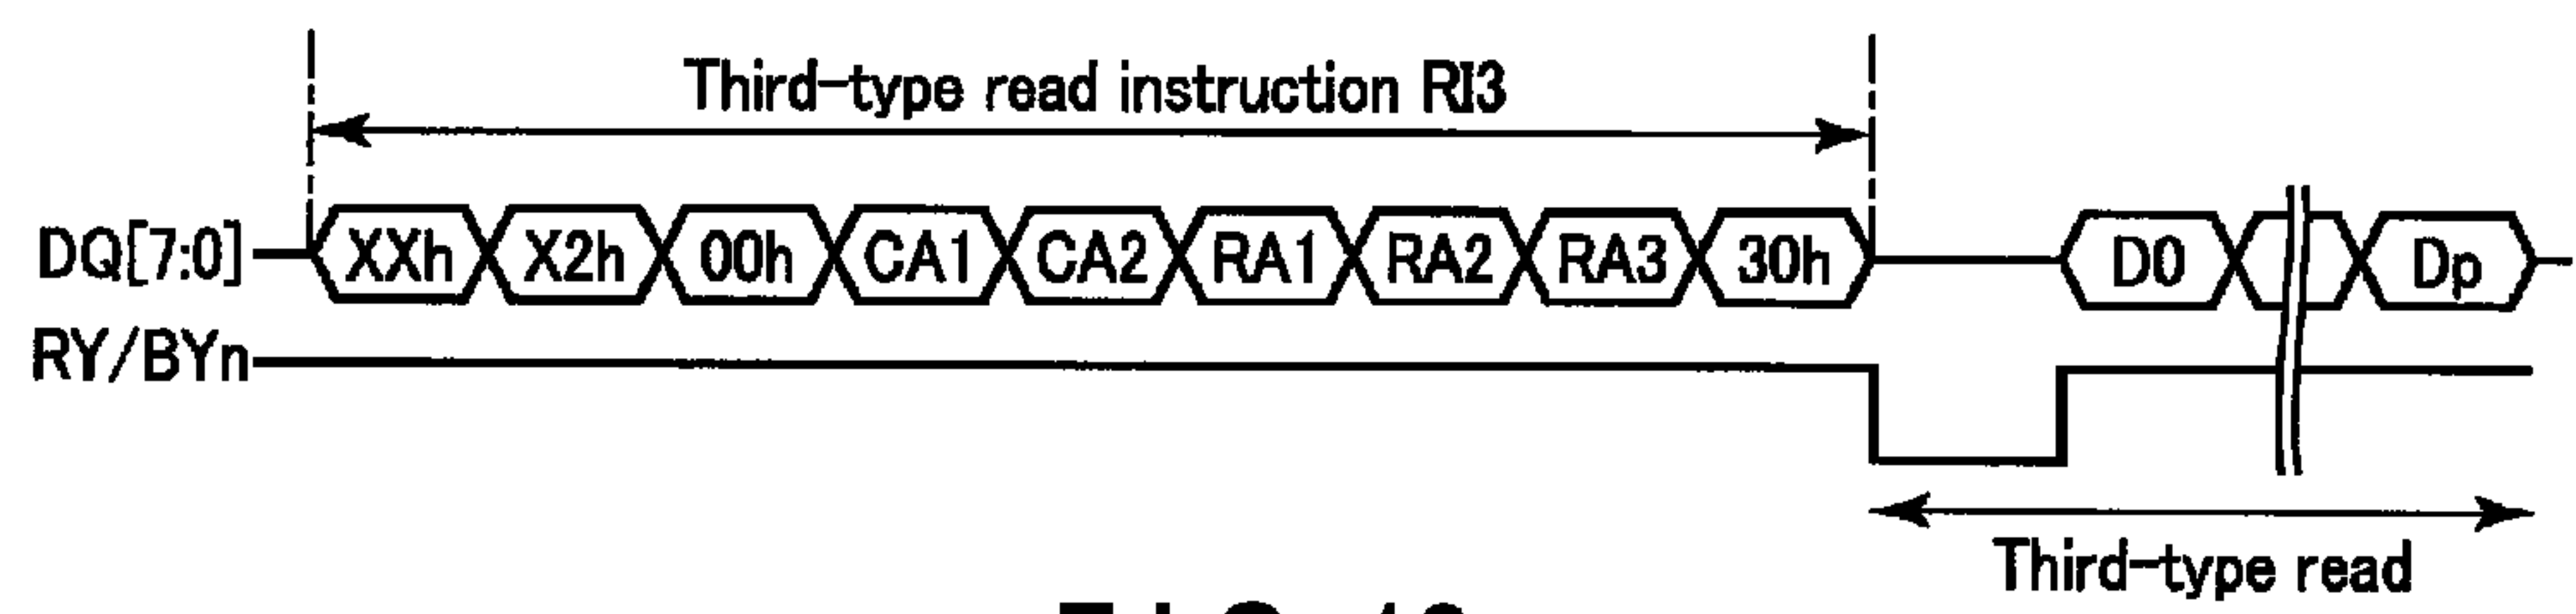 Third-type read instruction RI3
DQ[7:0] XXh X2h 00h CA1 CA2 RA1 RA2 RA3 30h D0 Dp
RY/BYn
Third-type read